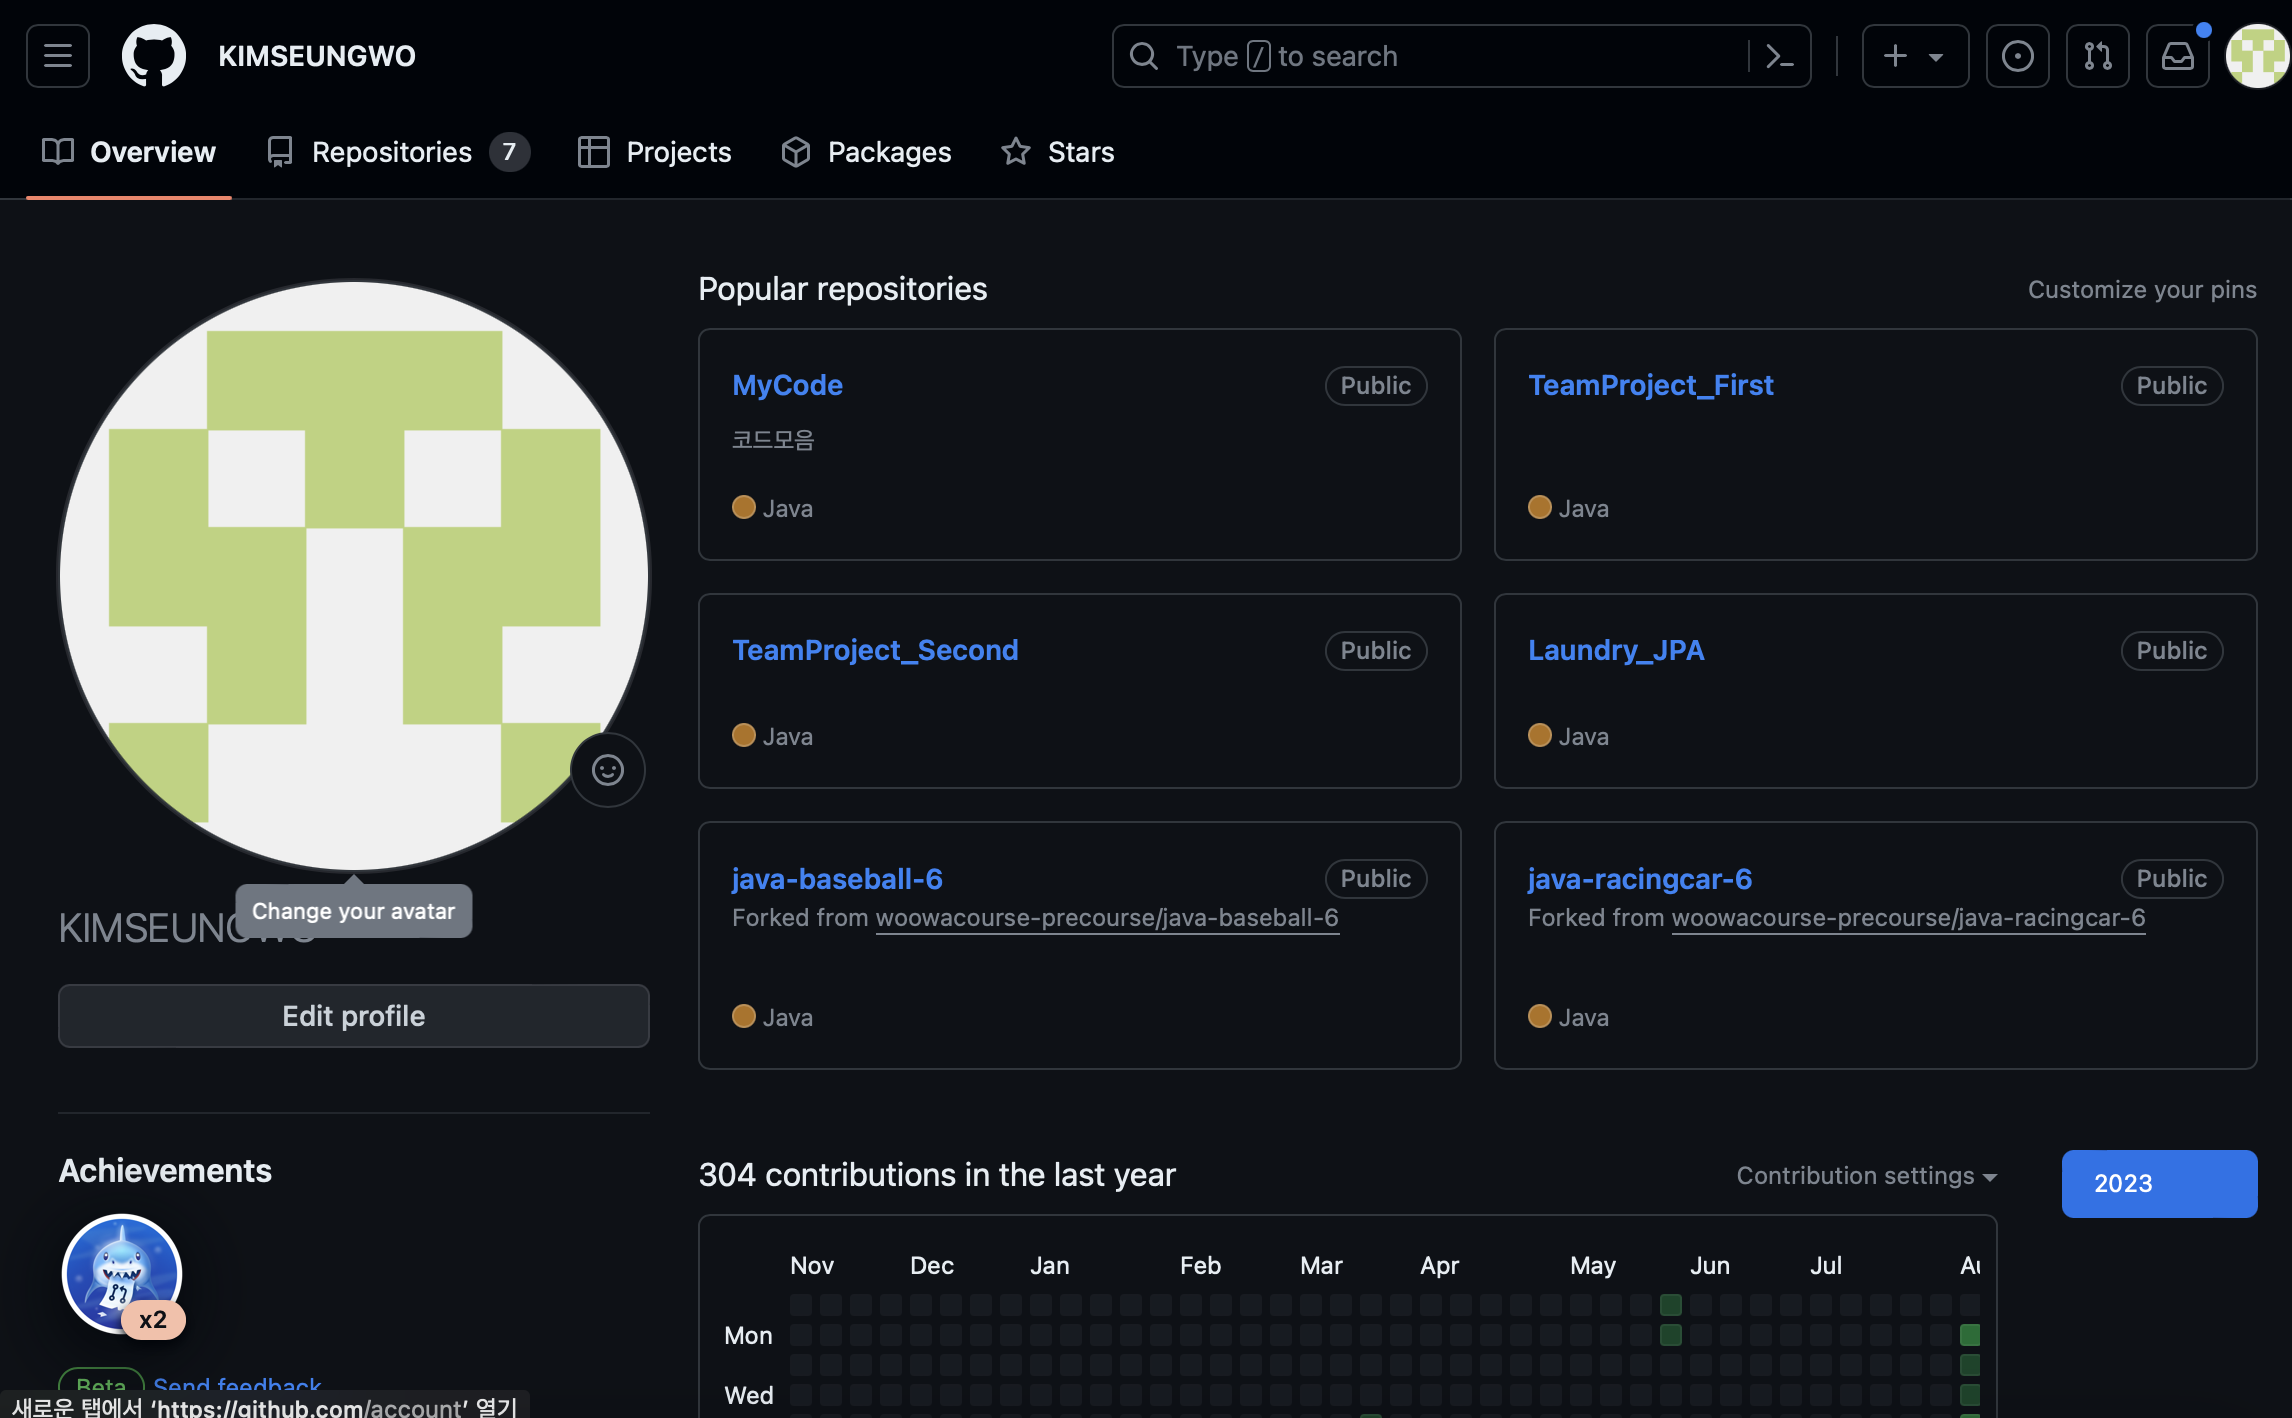 KIMSEUNGWO
Type / to search
Overview
Repositories 7
Projects
Packages
Stars
Popular repositories
Customize your pins
MyCode
Public
코드모음
Java
TeamProject_First
Public
Java
TeamProject_Second
Public
Java
Laundry_JPA
Public
Java
java-baseball-6
Public
Forked from woowacourse-precourse/java-baseball-6
Java
java-racingcar-6
Public
Forked from woowacourse-precourse/java-racingcar-6
Java
Change your avatar
KIMSEUNGWO
Edit profile
Achievements
x2
Beta Send feedback
304 contributions in the last year
Contribution settings
2023
Nov Dec Jan Feb Mar Apr May Jun Jul Au
Mon
Wed
새로운 탭에서 ‘https://github.com/account’ 열기